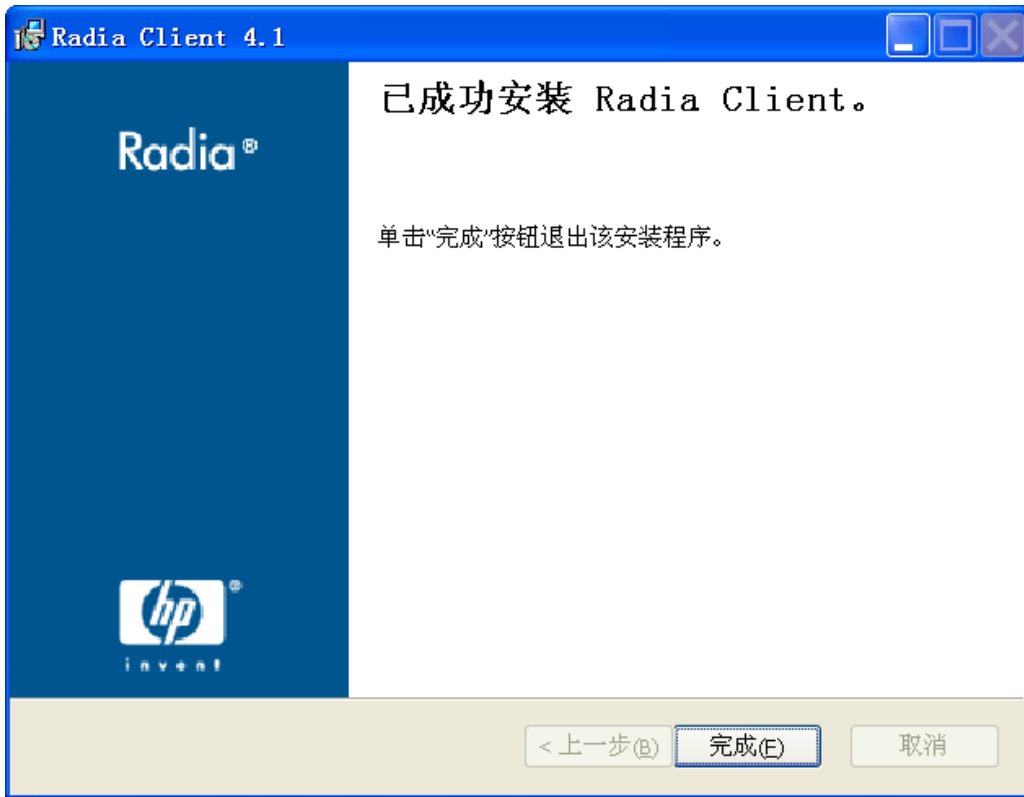 Radia Client 4.1
已成功安装 Radia Client。
Radia®
单击“完成”按钮退出该安装程序。
hp®
invent
<上一步(B)
完成(F)
取消